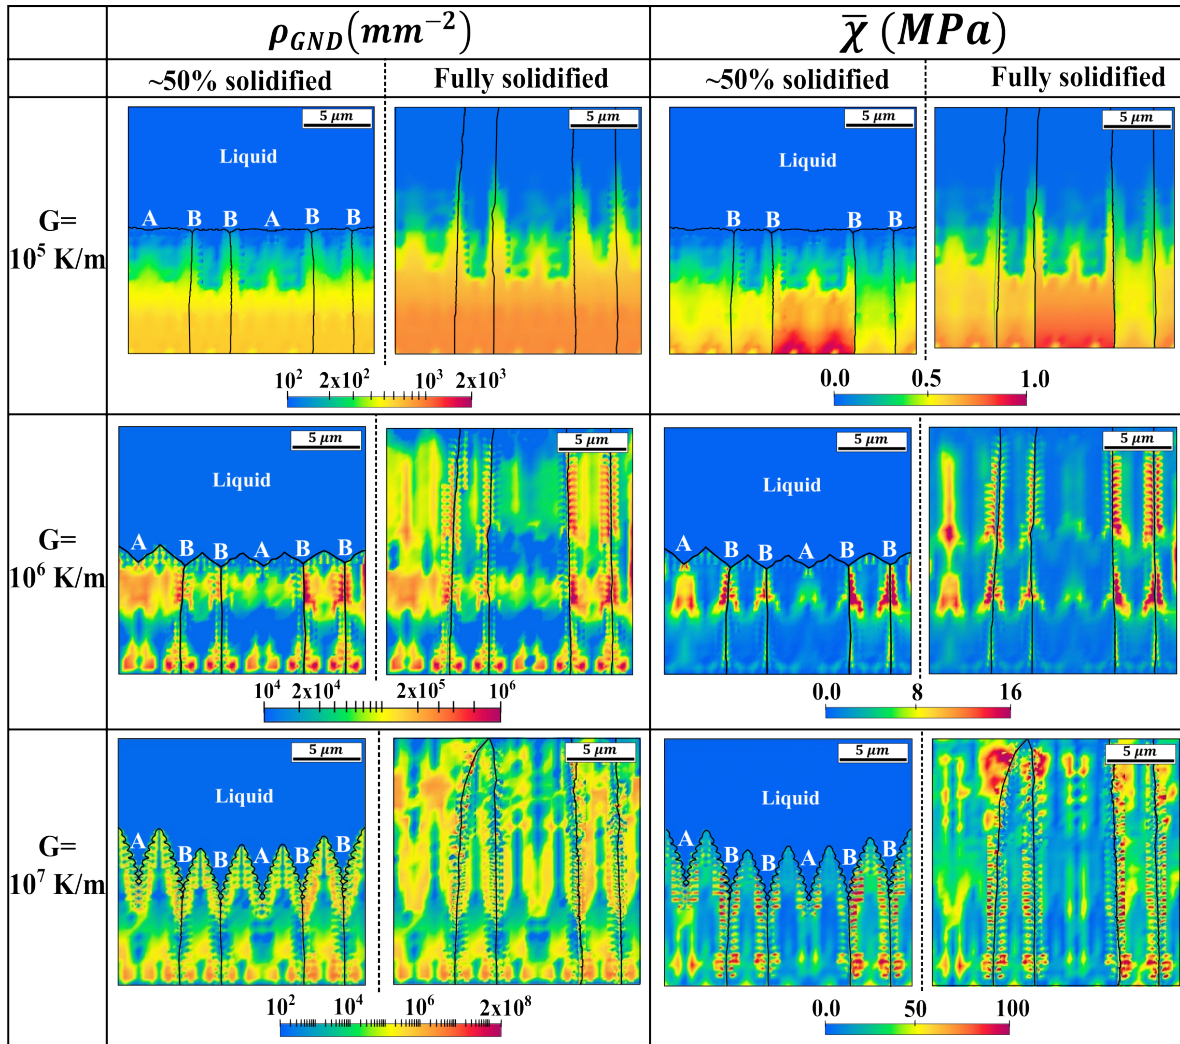 ρ_GND(mm⁻²)
χ̅ (MPa)
~50% solidified
Fully solidified
~50% solidified
Fully solidified
G=
10⁵ K/m
5 μm
Liquid
A B B A B B
5 μm
5 μm
Liquid
B B B B
5 μm
10² 2x10² 10³ 2x10³
0.0 0.5 1.0
G=
10⁶ K/m
5 μm
Liquid
A B B A B B
5 μm
5 μm
Liquid
A B B A B B
5 μm
10⁴ 2x10⁴ 2x10⁵ 10⁶
0.0 8 16
G=
10⁷ K/m
5 μm
Liquid
A B B A B B
5 μm
5 μm
Liquid
A B B A B B
5 μm
10² 10⁴ 10⁶ 2x10⁸
0.0 50 100